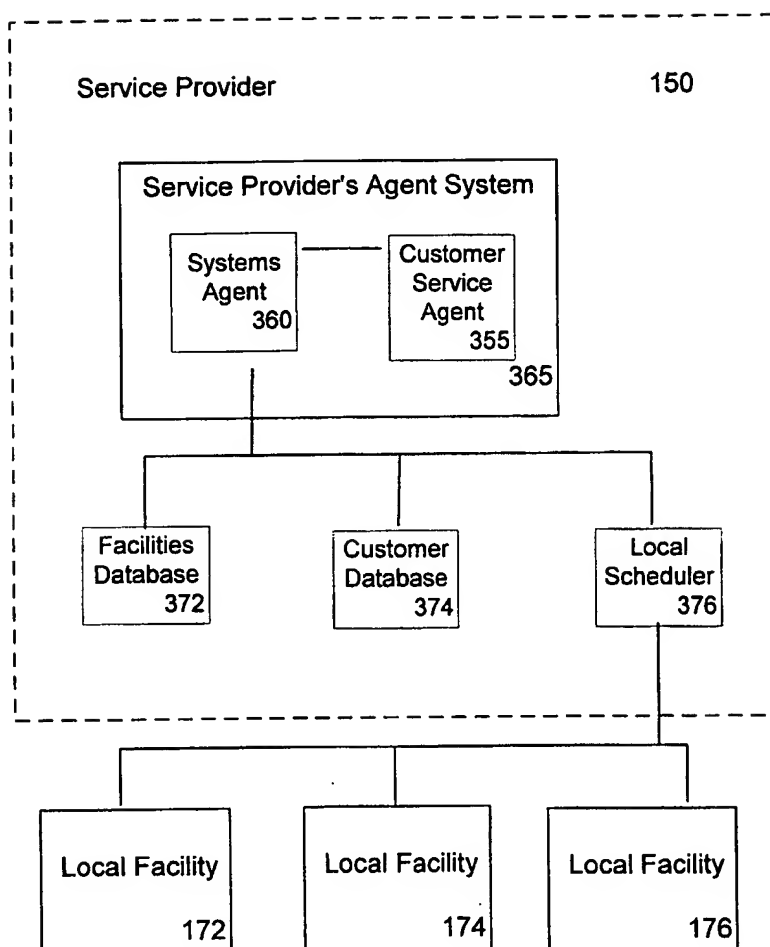 Service Provider 150
Service Provider's Agent System
Systems
Agent
360
Customer
Service
Agent
355
365
Facilities
Database
372
Customer
Database
374
Local
Scheduler
376
Local Facility
172
Local Facility
174
Local Facility
176